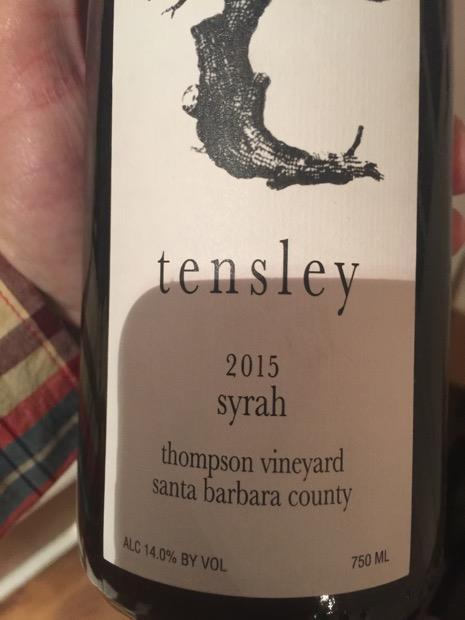 tensley
2015
syrah
thompson vineyard
santa barbara county
ALC 14.0% BY VOL
750 ML